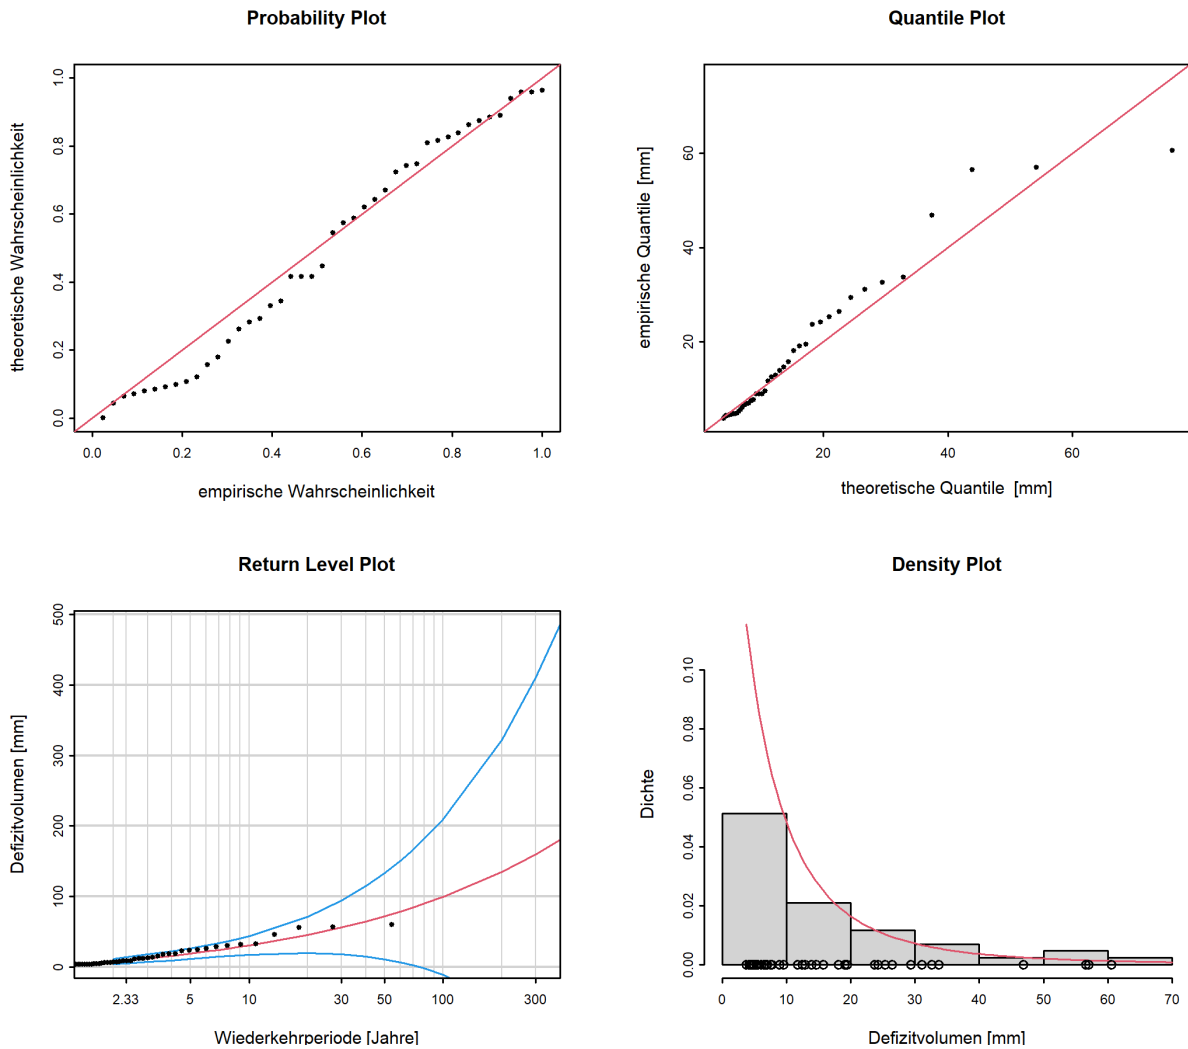 Probability Plot
theoretische Wahrscheinlichkeit
0.0 0.2 0.4 0.6 0.8 1.0
0.0 0.2 0.4 0.6 0.8 1.0
empirische Wahrscheinlichkeit
Quantile Plot
empirische Quantile [mm]
20 40 60
20 40 60
theoretische Quantile [mm]
Return Level Plot
Defizitvolumen [mm]
0 100 200 300 400 500
2.33 5 10 30 50 100 300
Wiederkehrperiode [Jahre]
Density Plot
Dichte
0.00 0.02 0.04 0.06 0.10
0 10 20 30 40 50 60 70
Defizitvolumen [mm]